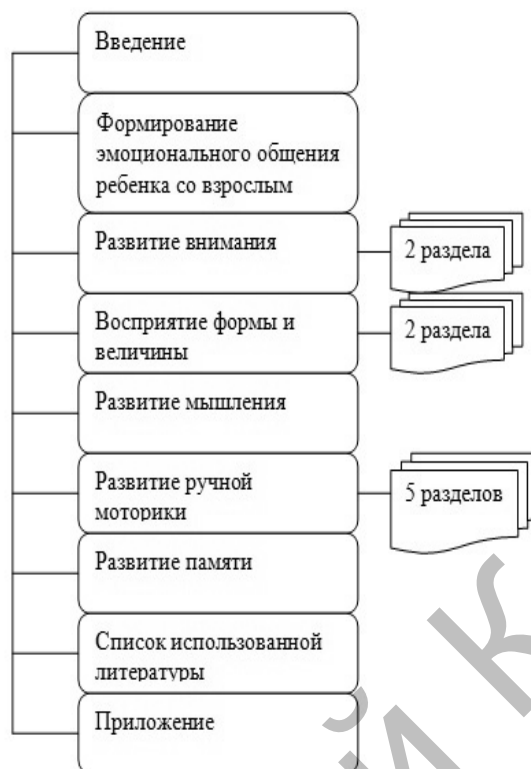 Введение
Формирование
эмоционального общения
ребенка со взрослым
Развитие внимания
2 раздела
Восприятие формы и
величины
2 раздела
Развитие мышления
Развитие ручной
моторики
5 разделов
Развитие памяти
Список использованной
литературы
Приложение